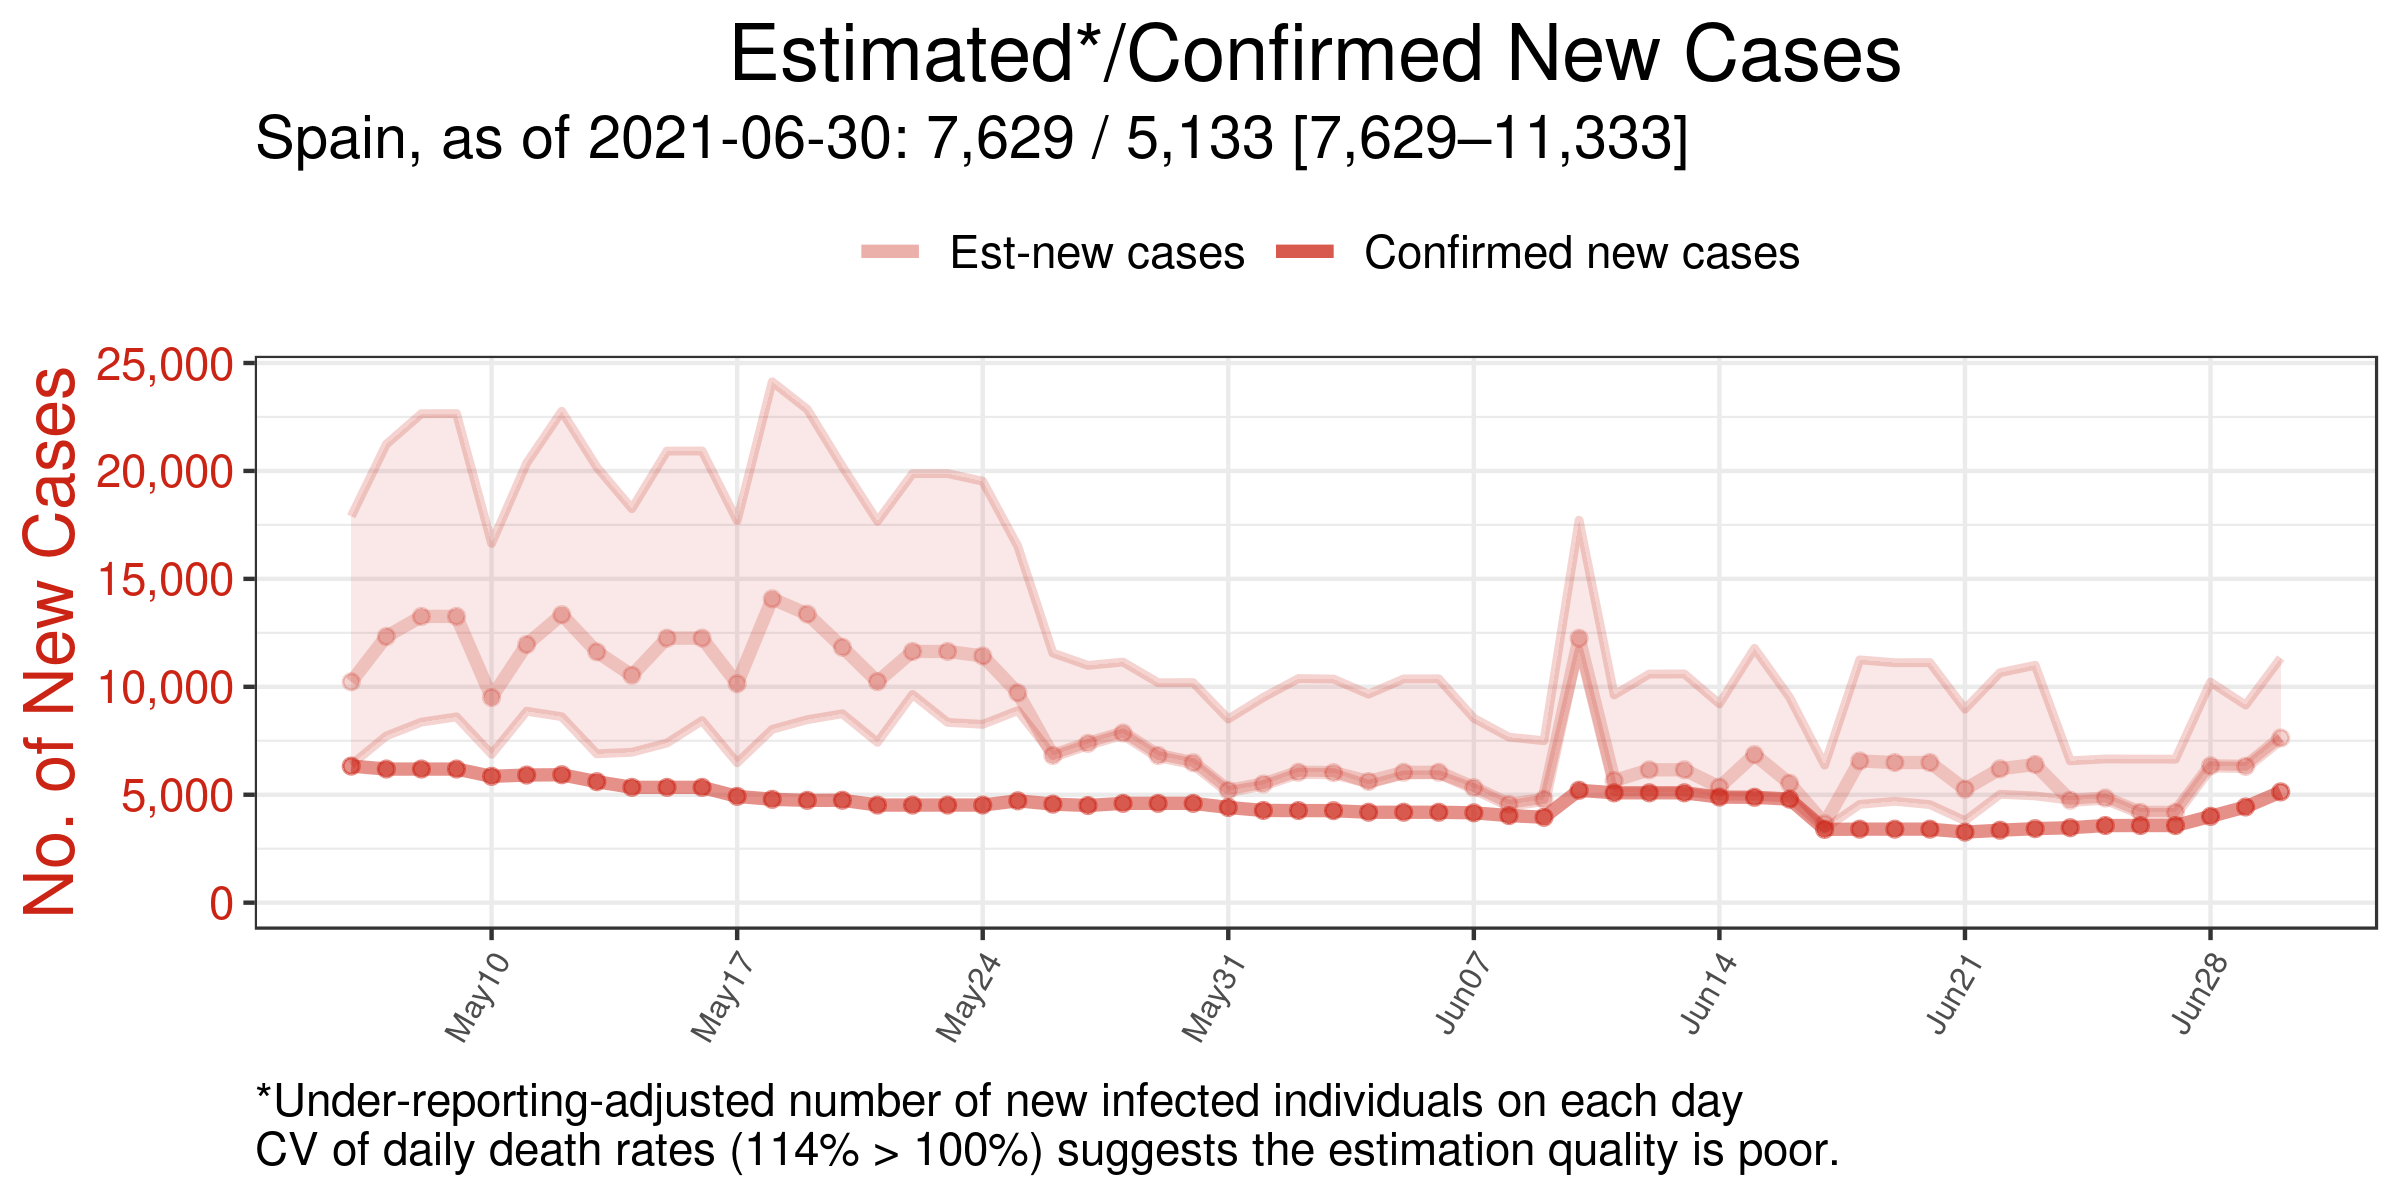 Estimated*/Confirmed New Cases
Spain, as of 2021-06-30: 7,629 / 5,133 [7,629–11,333]
Est-new cases Confirmed new cases
No. of New Cases
25,000
20,000
15,000
10,000
5,000
0
May10 May17 May24 May31 Jun07 Jun14 Jun21 Jun28
*Under-reporting-adjusted number of new infected individuals on each day
CV of daily death rates (114% > 100%) suggests the estimation quality is poor.